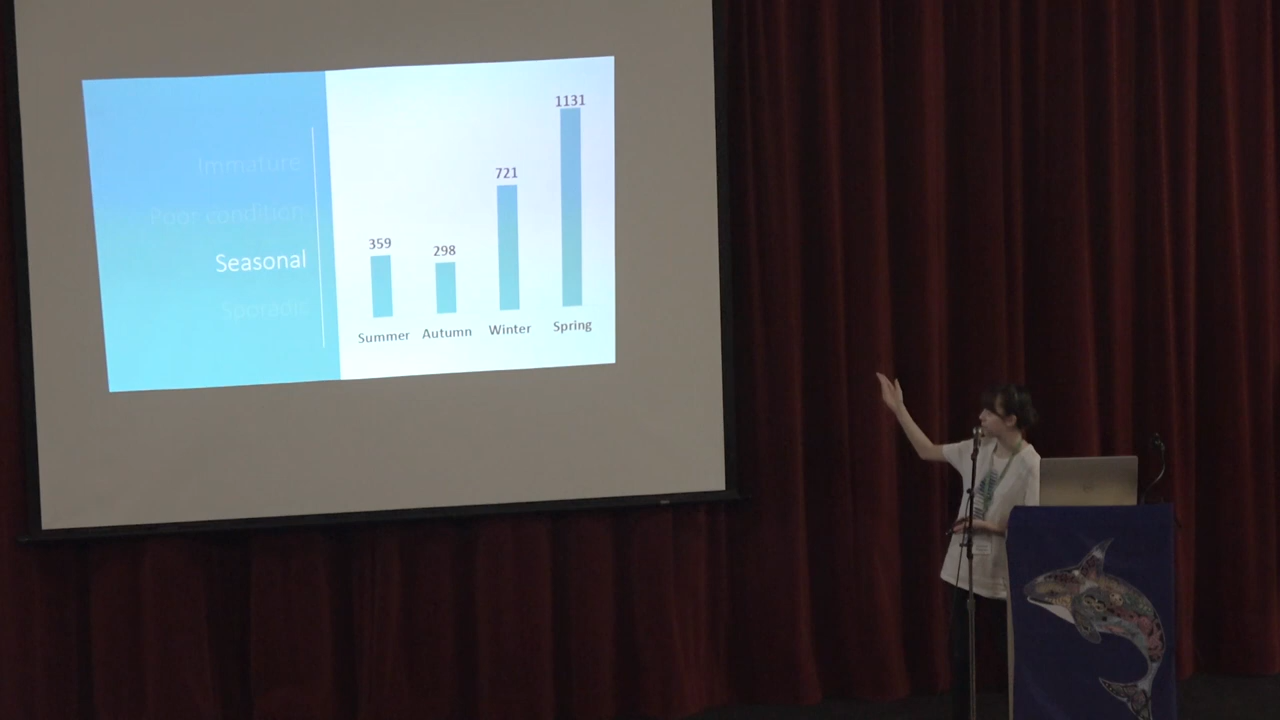 Immature
Poor condition
Seasonal
Sporadic
1131
721
359
298
Summer
Autumn
Winter
Spring